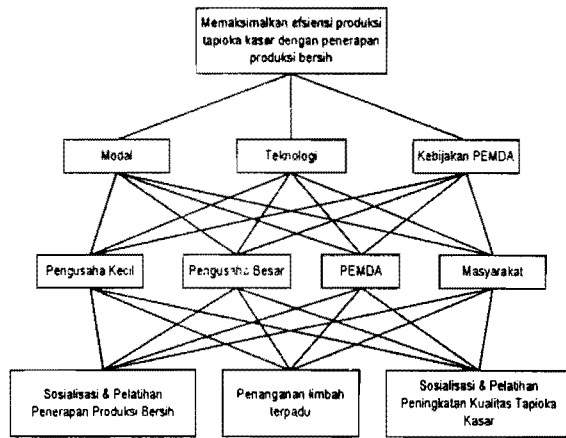 Memaksimalkan efsiensi produksi
tapioka kasar dengan penerapan
produksi bersih
Modal
Teknologi
Kebijakan PEMDA
Pengusaha Kecil
Pengusaha Besar
PEMDA
Masyarakat
Sosialisasi & Pelatihan
Penerapan Produksi Bersih
Penanganan limbah
terpadu
Sosialisasi & Pelatihan
Peningkatan Kualitas Tapioka
Kasar